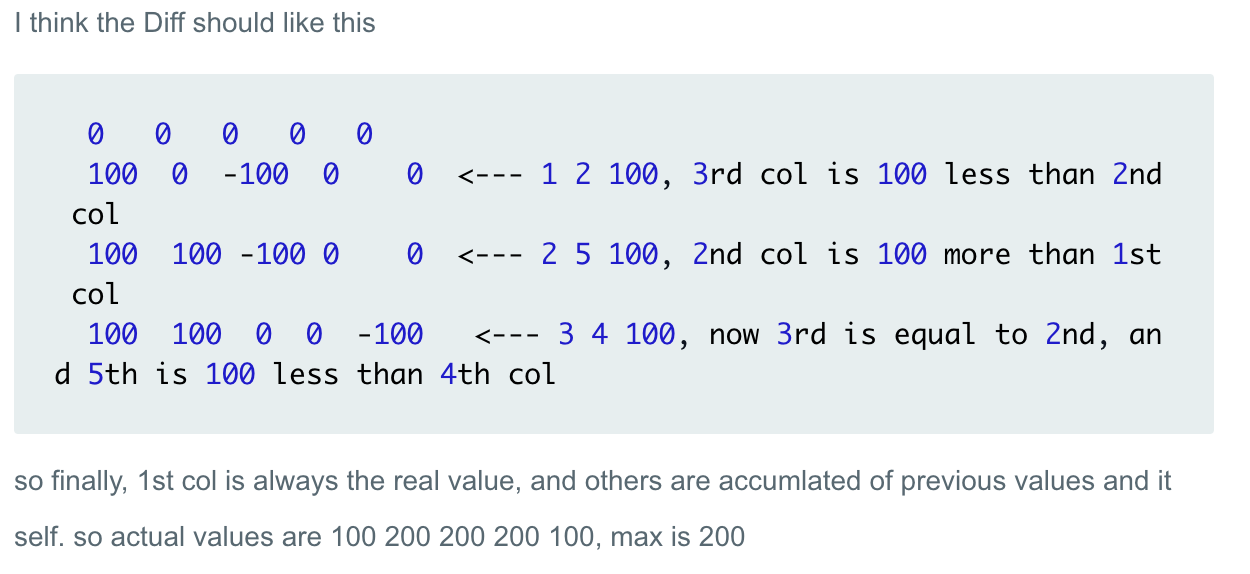 I think the Diff should like this
0 0 0 0 0
100 0 -100 0 0 <--- 1 2 100, 3rd col is 100 less than 2nd
col
100 100 -100 0 0 <--- 2 5 100, 2nd col is 100 more than 1st
col
100 100 0 0 -100 <--- 3 4 100, now 3rd is equal to 2nd, an
d 5th is 100 less than 4th col
so finally, 1st col is always the real value, and others are accumlated of previous values and it
self. so actual values are 100 200 200 200 100, max is 200